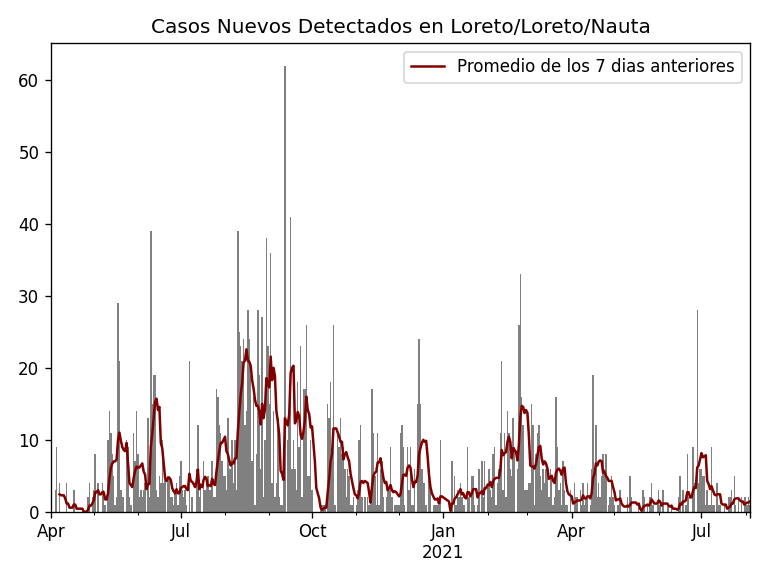 Casos Nuevos Detectados en Loreto/Loreto/Nauta
Promedio de los 7 dias anteriores
60
50
40
30
20
10
0
Apr Jul Oct Jan Apr Jul
2021